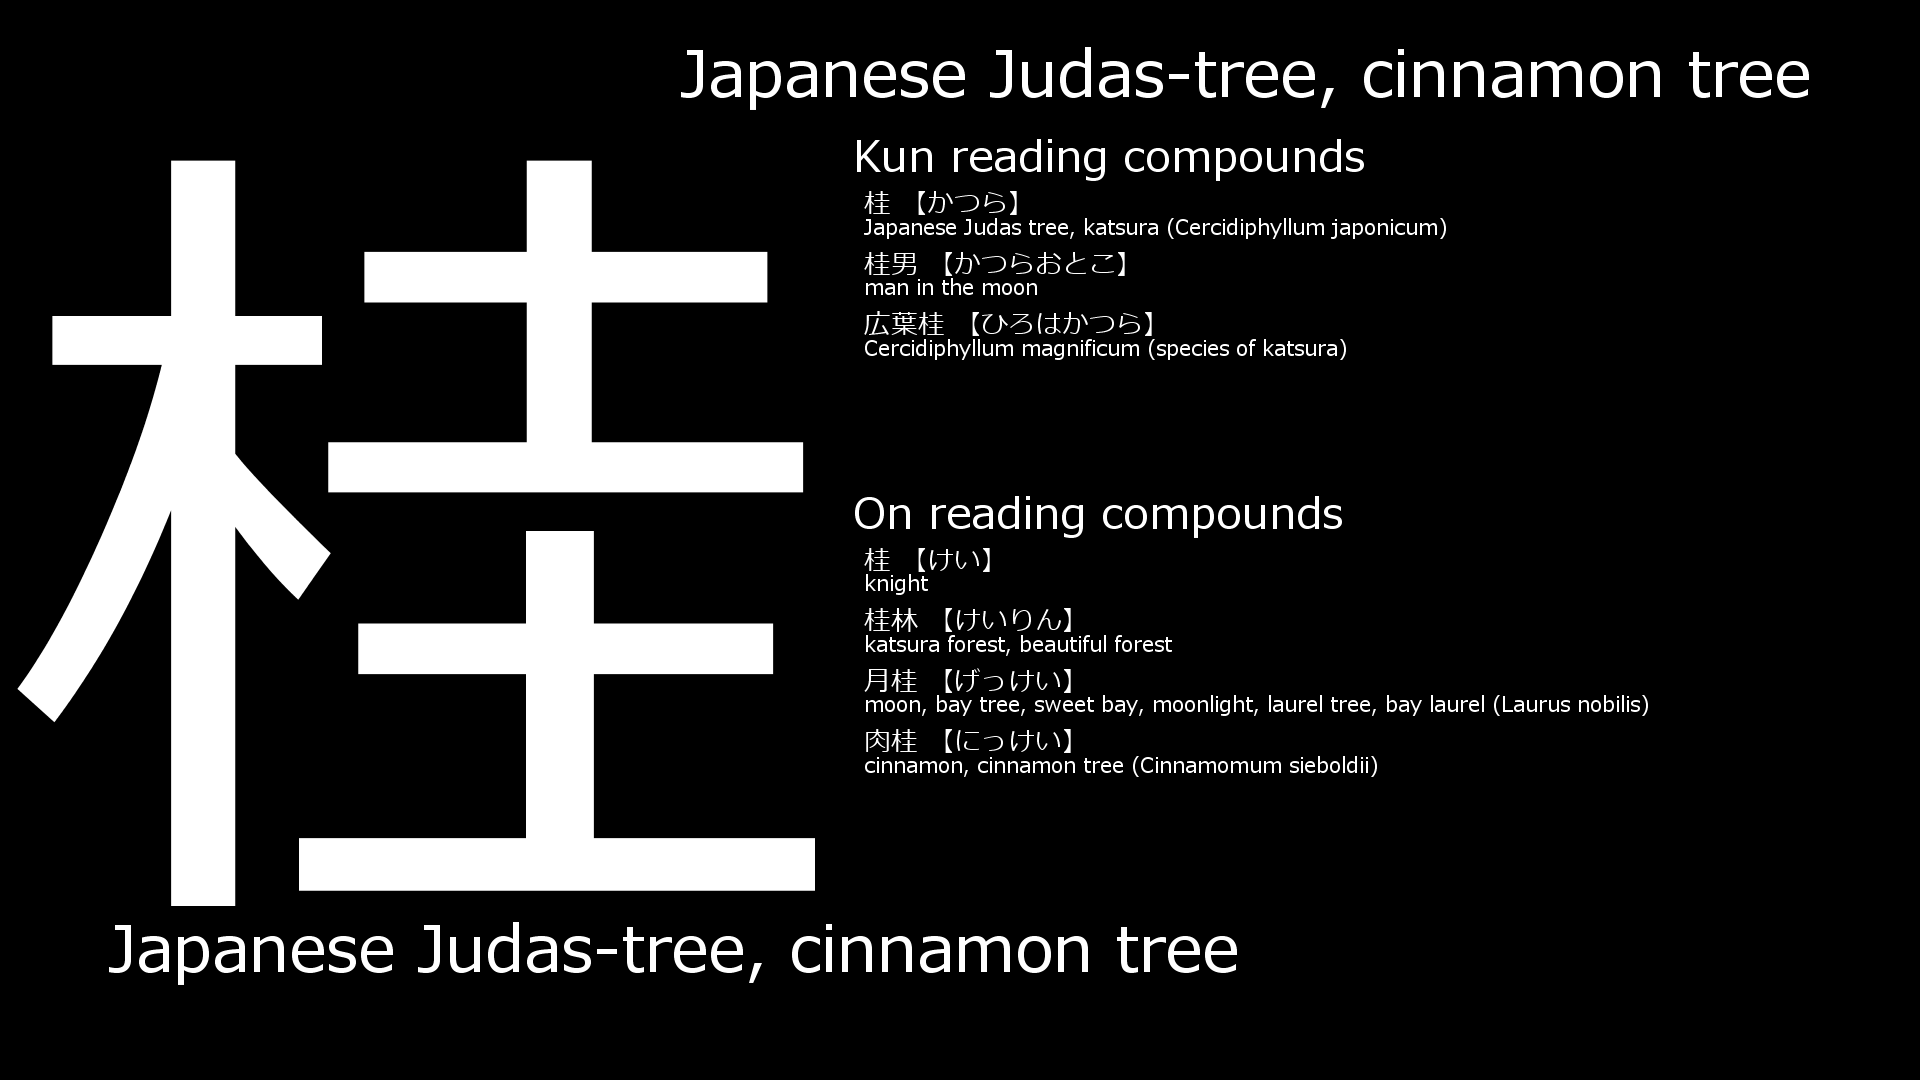 Japanese Judas-tree, cinnamon tree
桂
Kun reading compounds
桂 【かつら】
Japanese Judas tree, katsura (Cercidiphyllum japonicum)
桂男 【かつらおとこ】
man in the moon
広葉桂 【ひろはかつら】
Cercidiphyllum magnificum (species of katsura)
On reading compounds
桂 【けい】
knight
桂林 【けいりん】
katsura forest, beautiful forest
月桂 【げっけい】
moon, bay tree, sweet bay, moonlight, laurel tree, bay laurel (Laurus nobilis)
肉桂 【にっけい】
cinnamon, cinnamon tree (Cinnamomum sieboldii)
Japanese Judas-tree, cinnamon tree